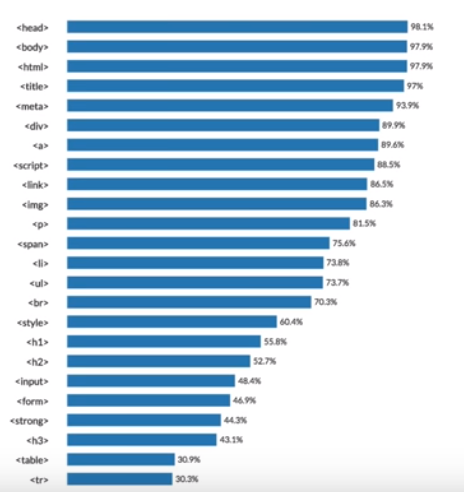 <head> 98.1%
<body> 97.9%
<html> 97.9%
<title> 97%
<meta> 93.9%
<div> 89.9%
<a> 89.6%
<script> 88.5%
<link> 86.5%
<img> 86.3%
<p> 81.5%
<span> 75.6%
<li> 73.8%
<ul> 73.7%
<br> 70.3%
<style> 60.4%
<h1> 55.8%
<h2> 52.7%
<input> 48.4%
<form> 46.9%
<strong> 44.3%
<h3> 43.1%
<table> 30.9%
<tr> 30.3%